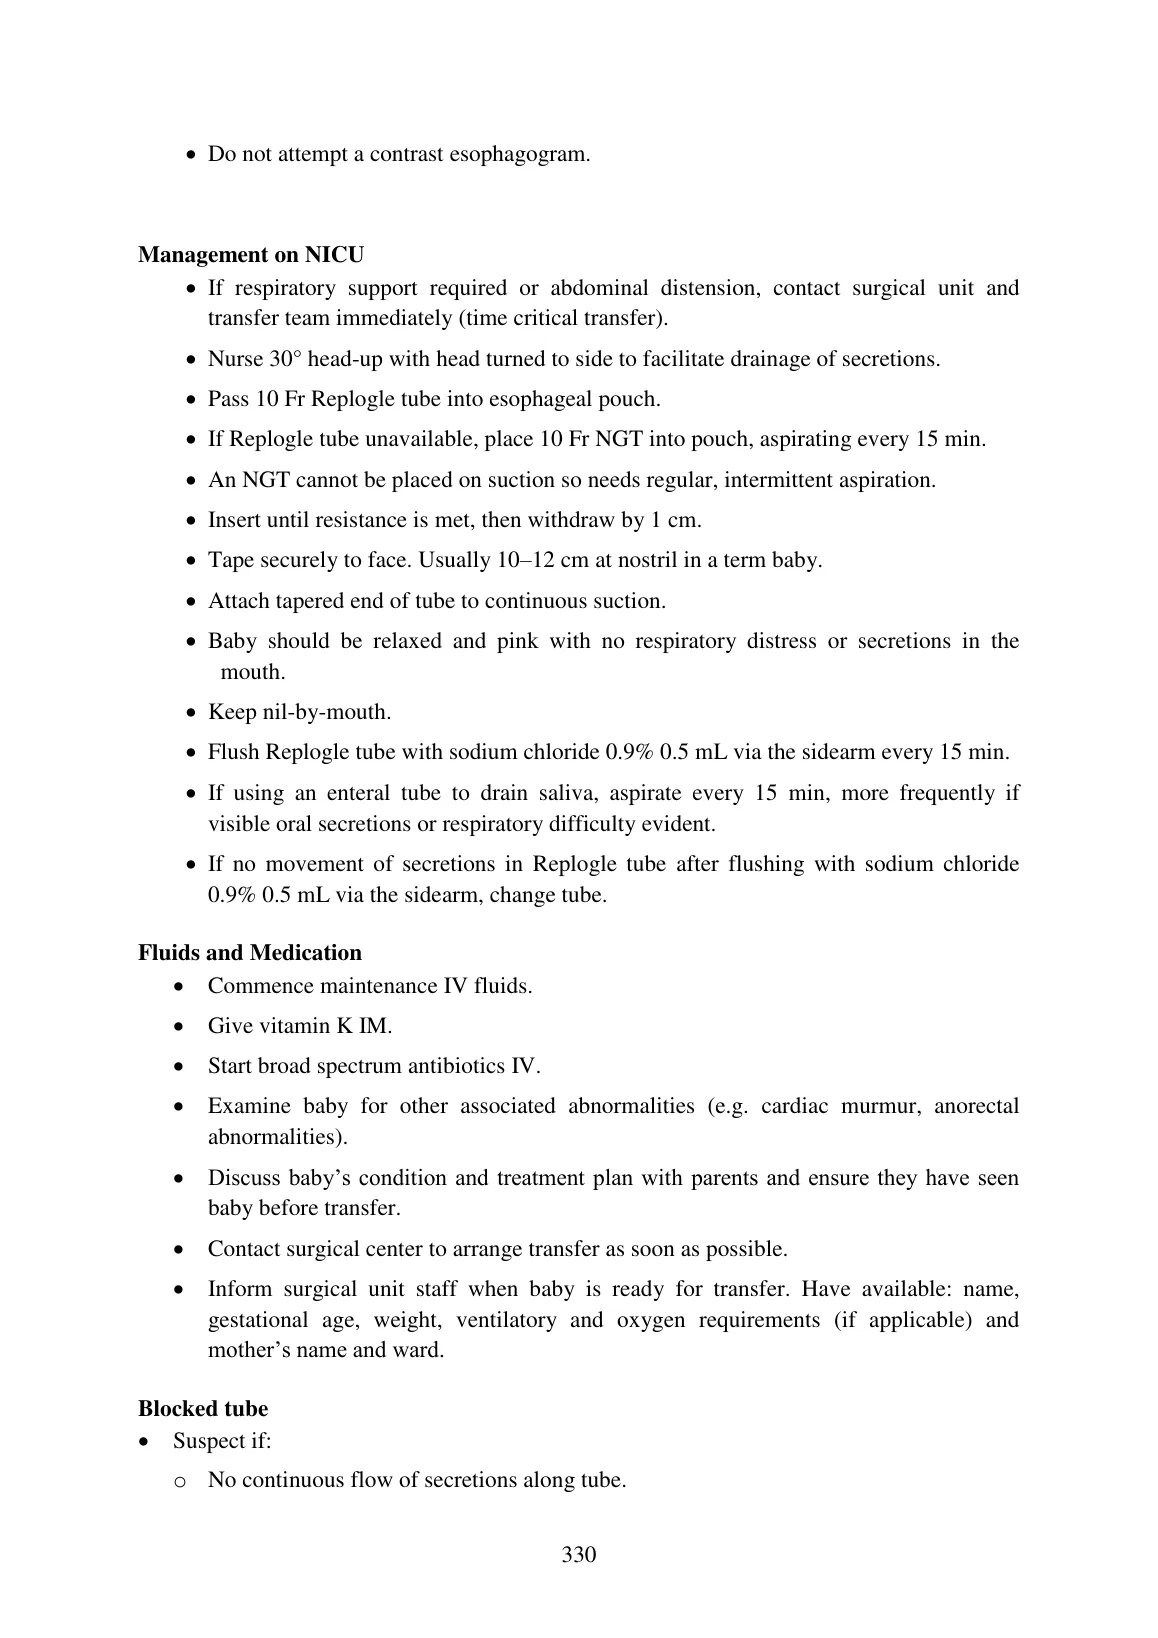 • Do not attempt a contrast esophagogram.
Management on NICU
• If respiratory support required or abdominal distension, contact surgical unit and
transfer team immediately (time critical transfer).
• Nurse 30° head-up with head turned to side to facilitate drainage of secretions.
• Pass 10 Fr Replogle tube into esophageal pouch.
• If Replogle tube unavailable, place 10 Fr NGT into pouch, aspirating every 15 min.
• An NGT cannot be placed on suction so needs regular, intermittent aspiration.
• Insert until resistance is met, then withdraw by 1 cm.
• Tape securely to face. Usually 10–12 cm at nostril in a term baby.
• Attach tapered end of tube to continuous suction.
• Baby should be relaxed and pink with no respiratory distress or secretions in the
mouth.
• Keep nil-by-mouth.
• Flush Replogle tube with sodium chloride 0.9% 0.5 mL via the sidearm every 15 min.
• If using an enteral tube to drain saliva, aspirate every 15 min, more frequently if
visible oral secretions or respiratory difficulty evident.
• If no movement of secretions in Replogle tube after flushing with sodium chloride
0.9% 0.5 mL via the sidearm, change tube.
Fluids and Medication
• Commence maintenance IV fluids.
• Give vitamin K IM.
• Start broad spectrum antibiotics IV.
• Examine baby for other associated abnormalities (e.g. cardiac murmur, anorectal
abnormalities).
• Discuss baby’s condition and treatment plan with parents and ensure they have seen
baby before transfer.
• Contact surgical center to arrange transfer as soon as possible.
• Inform surgical unit staff when baby is ready for transfer. Have available: name,
gestational age, weight, ventilatory and oxygen requirements (if applicable) and
mother’s name and ward.
Blocked tube
• Suspect if:
o No continuous flow of secretions along tube.
330